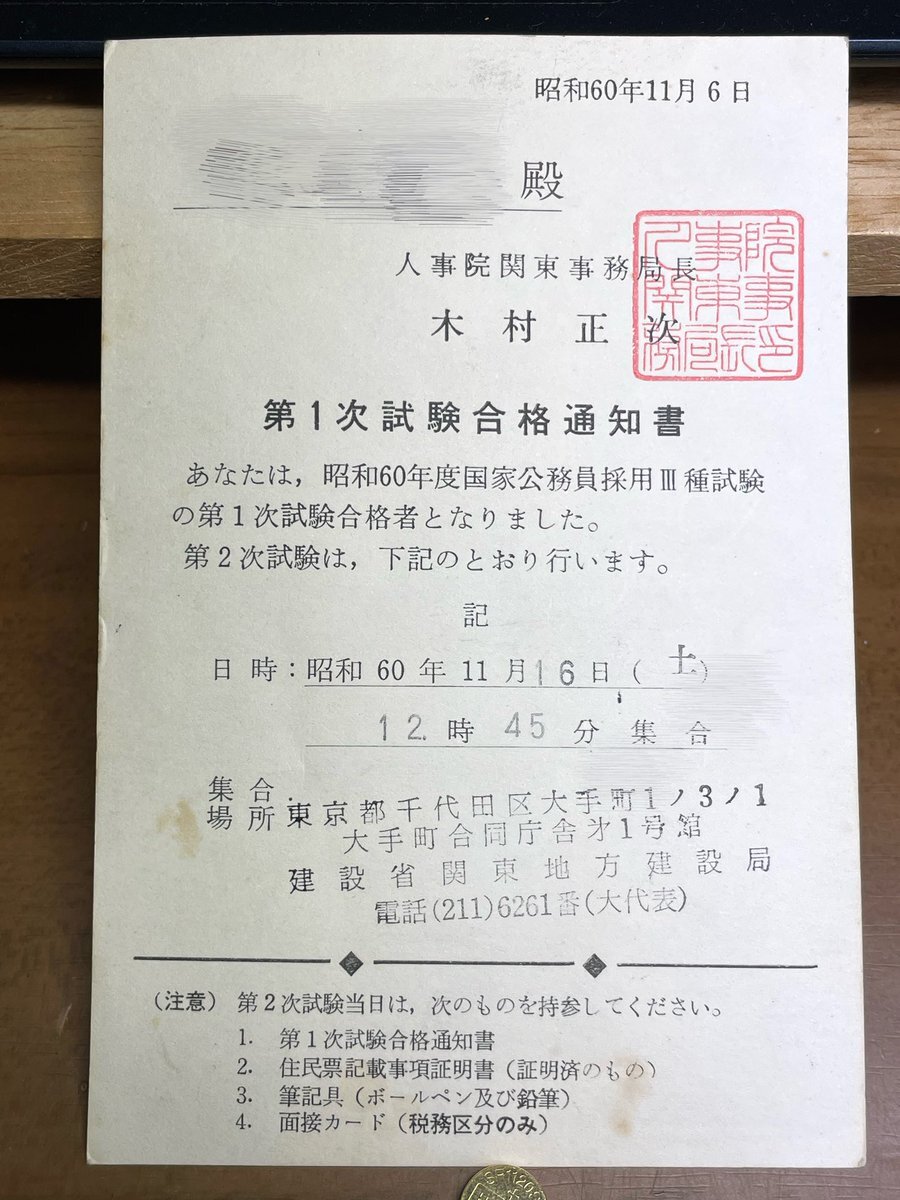 昭和60年11月6日
殿
人事院関東事務局長
木村正次
第1次試験合格通知書
あなたは，昭和60年度国家公務員採用Ⅲ種試験
の第1次試験合格者となりました。
第2次試験は，下記のとおり行います。
記
日時：昭和60年11月16日（土）
12時45分集合
集合場所：東京都千代田区大手町1ノ3ノ1
大手町合同庁舎才1号館
建設省関東地方建設局
電話(211)6261番(大代表)
（注意）第2次試験当日は，次のものを持参してください。
1. 第1次試験合格通知書
2. 住民票記載事項証明書（証明済のもの）
3. 筆記具（ボールペン及び鉛筆）
4. 面接カード（税務区分のみ）